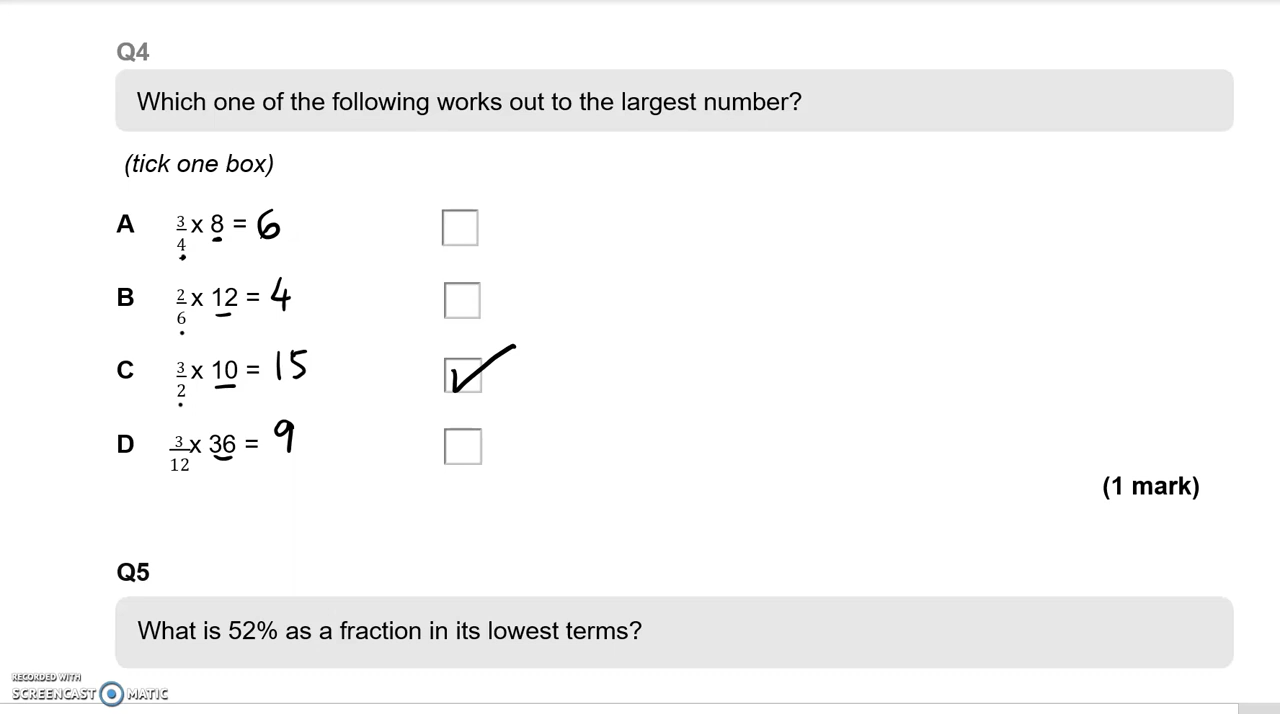 Q4
Which one of the following works out to the largest number?
(tick one box)
A 3/4 x 8 = 6
B 2/6 x 12 = 4
C 3/2 x 10 = 15
D 3/12 x 36 = 9
(1 mark)
Q5
What is 52% as a fraction in its lowest terms?
RECORDED WITH
SCREENCAST MATIC